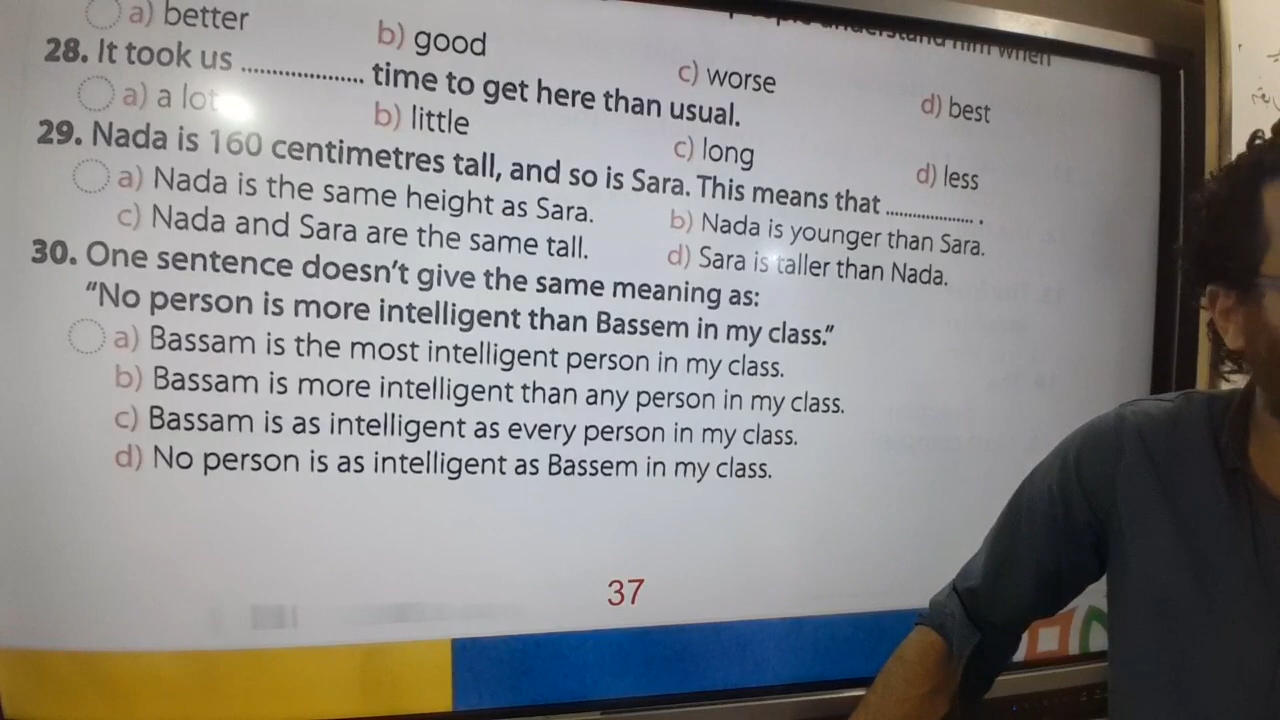 understand him when
a) better b) good c) worse d) best
28. It took us .................... time to get here than usual.
a) a lot b) little c) long d) less
29. Nada is 160 centimetres tall, and so is Sara. This means that .................... .
a) Nada is the same height as Sara. b) Nada is younger than Sara.
c) Nada and Sara are the same tall. d) Sara is taller than Nada.
30. One sentence doesn't give the same meaning as:
“No person is more intelligent than Bassem in my class.”
a) Bassam is the most intelligent person in my class.
b) Bassam is more intelligent than any person in my class.
c) Bassam is as intelligent as every person in my class.
d) No person is as intelligent as Bassem in my class.
37